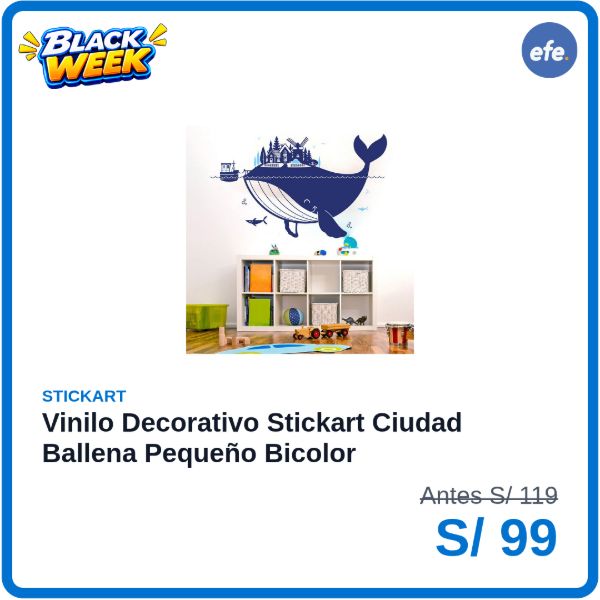 BLACK
WEEK
efe.
STICKART
Vinilo Decorativo Stickart Ciudad
Ballena Pequeño Bicolor
Antes S/ 119
S/ 99